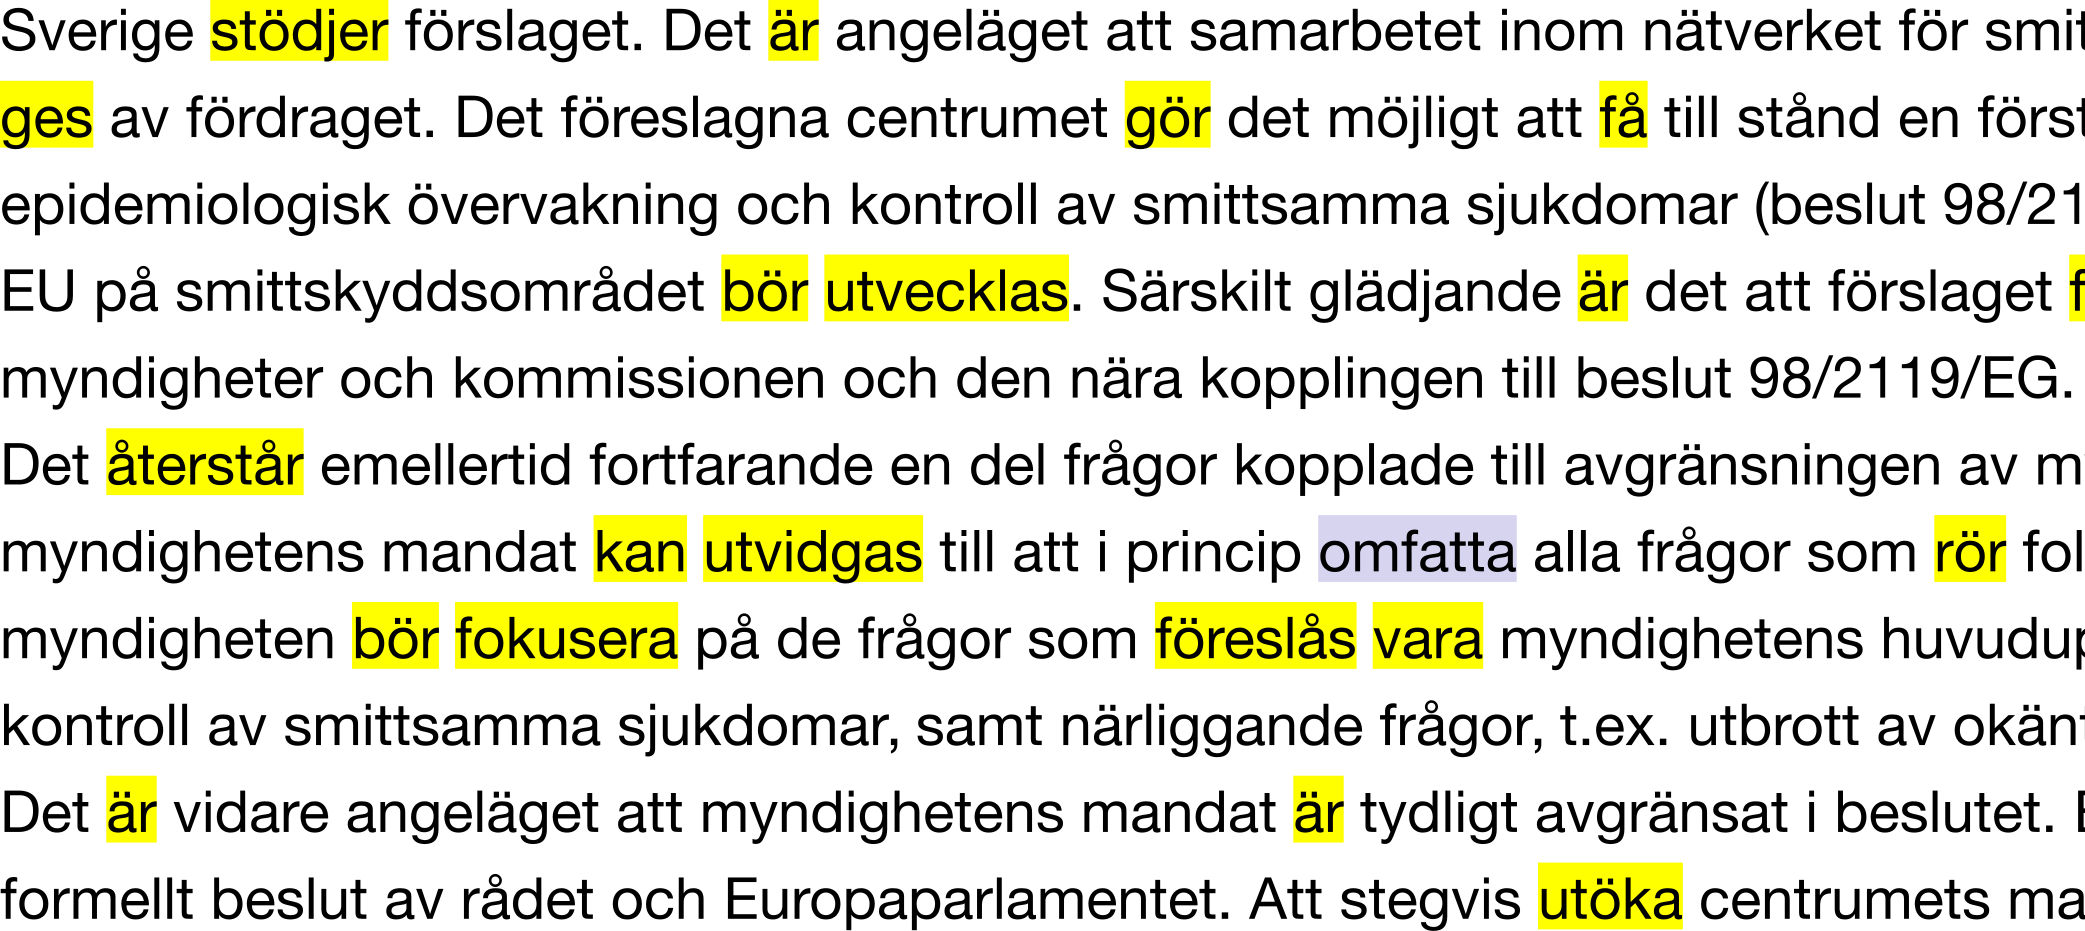 Sverige stödjer förslaget. Det är angeläget att samarbetet inom nätverket för
ges av fördraget. Det föreslagna centrumet gör det möjligt att få till stånd en
epidemiologisk övervakning och kontroll av smittsamma sjukdomar (beslut 98/21
EU på smittskyddsområdet bör utvecklas. Särskilt glädjande är det att förslaget
myndigheter och kommissionen och den nära kopplingen till beslut 98/2119/EG.
Det återstår emellertid fortfarande en del frågor kopplade till avgränsningen av
myndighetens mandat kan utvidgas till att i princip omfatta alla frågor som rör fol
myndigheten bör fokusera på de frågor som föreslås vara myndighetens
kontroll av smittsamma sjukdomar, samt närliggande frågor, t.ex. utbrott av
Det är vidare angeläget att myndighetens mandat är tydligt avgränsat i beslutet.
formellt beslut av rådet och Europaparlamentet. Att stegvis utöka centrumets ma